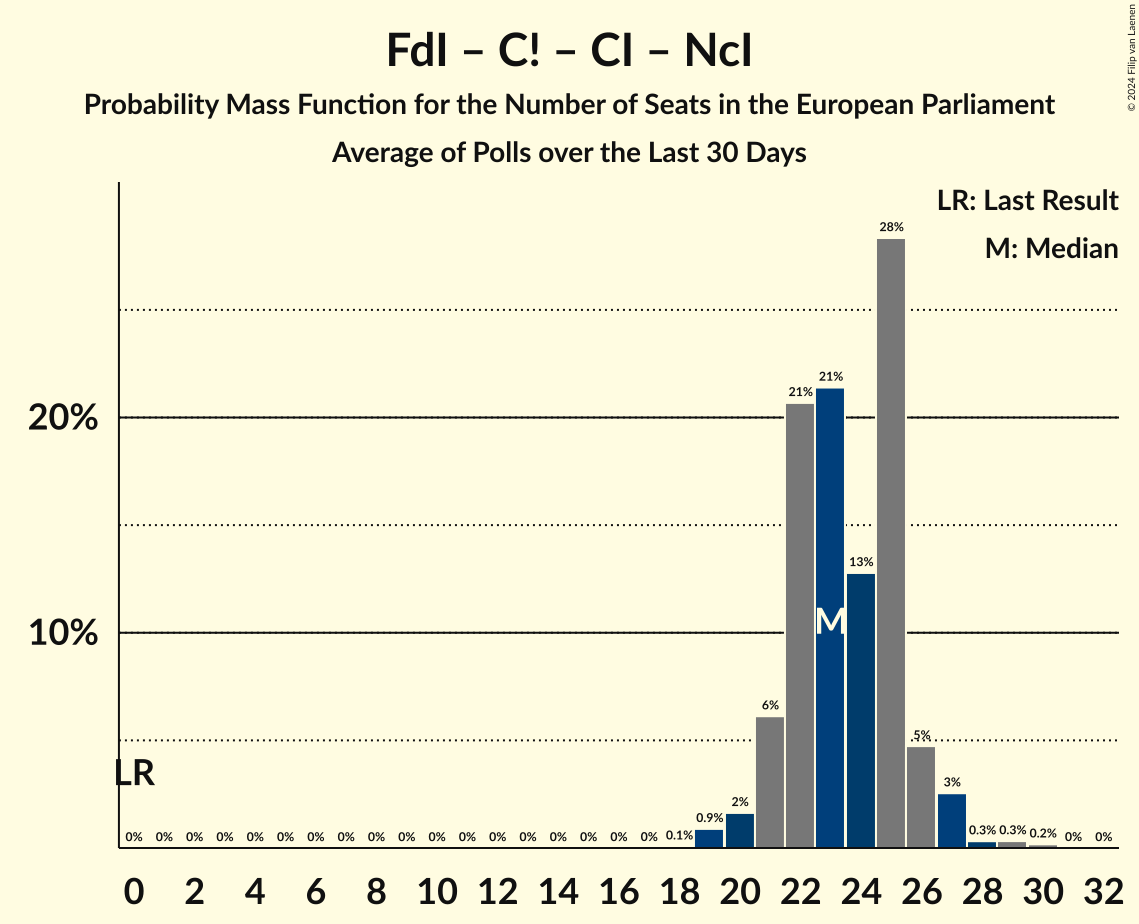 FdI – C! – CI – NcI
Probability Mass Function for the Number of Seats in the European Parliament
Average of Polls over the Last 30 Days
© 2024 Filip van Laenen
LR: Last Result
M: Median
28%
21%
21%
20%
13%
M
10%
6%
5%
LR
3%
2%
0.9%
0% 0% 0% 0% 0% 0% 0% 0% 0% 0% 0% 0% 0% 0% 0% 0% 0% 0% 0.1% 0.3% 0.3% 0.2% 0% 0%
0 2 4 6 8 10 12 14 16 18 20 22 24 26 28 30 32